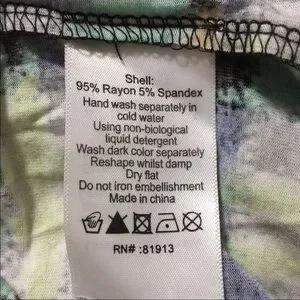 Shell:
95% Rayon 5% Spandex
Hand wash separately in
cold water
Using non-biological
liquid detergent
Wash dark color separately
Reshape whilst damp
Dry flat
Do not iron embellishment
Made in china
RN# :81913